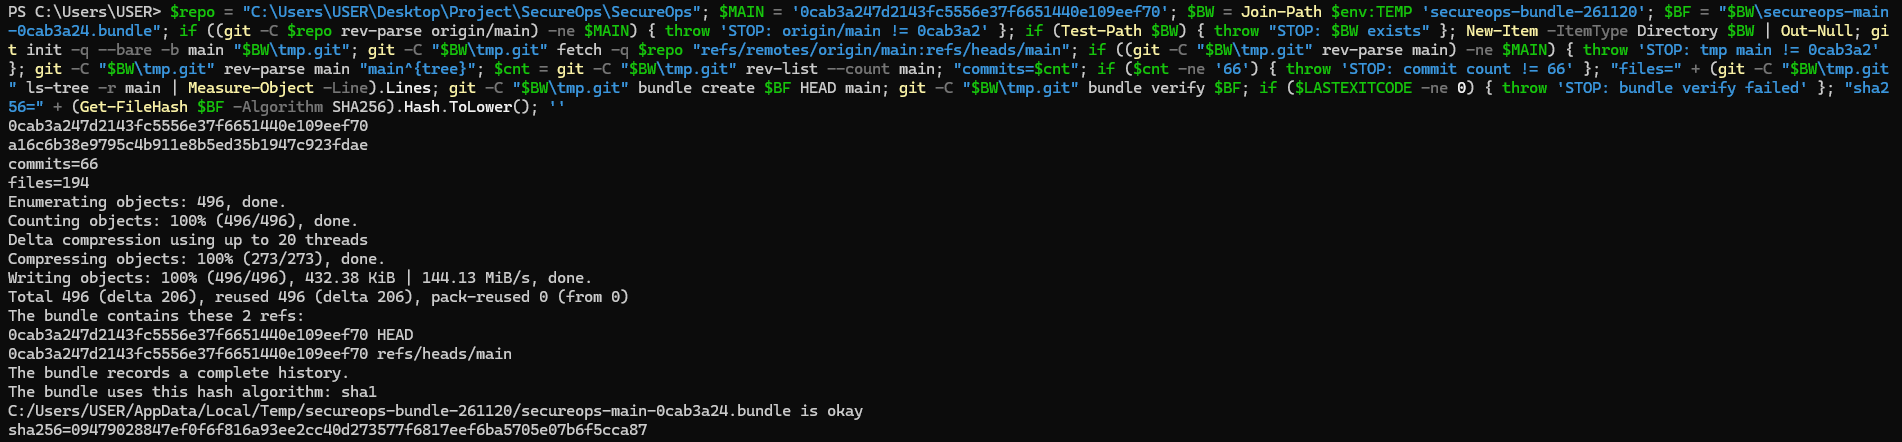 PS C:\Users\USER> $repo = "C:\Users\USER\Desktop\Project\SecureOps\SecureOps"; $MAIN = '0cab3a247d2143fc5556e37f6651440e109eef70'; $BW = Join-Path $env:TEMP 'secureops-bundle-261120'; $BF = "$BW\secureops-main
-0cab3a24.bundle"; if ((git -C $repo rev-parse origin/main) -ne $MAIN) { throw 'STOP: origin/main != 0cab3a2' }; if (Test-Path $BW) { throw "STOP: $BW exists" }; New-Item -ItemType Directory $BW | Out-Null; gi
t init -q --bare -b main "$BW\tmp.git"; git -C "$BW\tmp.git" fetch -q $repo "refs/remotes/origin/main:refs/heads/main"; if ((git -C "$BW\tmp.git" rev-parse main) -ne $MAIN) { throw 'STOP: tmp main != 0cab3a2'
}; git -C "$BW\tmp.git" rev-parse main "main^{tree}"; $cnt = git -C "$BW\tmp.git" rev-list --count main; "commits=$cnt"; if ($cnt -ne '66') { throw 'STOP: commit count != 66' }; "files=" + (git -C "$BW\tmp.git
" ls-tree -r main | Measure-Object -Line).Lines; git -C "$BW\tmp.git" bundle create $BF HEAD main; git -C "$BW\tmp.git" bundle verify $BF; if ($LASTEXITCODE -ne 0) { throw 'STOP: bundle verify failed' }; "sha2
56=" + (Get-FileHash $BF -Algorithm SHA256).Hash.ToLower(); ''
0cab3a247d2143fc5556e37f6651440e109eef70
a16c6b38e9795c4b911e8b5ed35b1947c923fdae
commits=66
files=194
Enumerating objects: 496, done.
Counting objects: 100% (496/496), done.
Delta compression using up to 20 threads
Compressing objects: 100% (273/273), done.
Writing objects: 100% (496/496), 432.38 KiB | 144.13 MiB/s, done.
Total 496 (delta 206), reused 496 (delta 206), pack-reused 0 (from 0)
The bundle contains these 2 refs:
0cab3a247d2143fc5556e37f6651440e109eef70 HEAD
0cab3a247d2143fc5556e37f6651440e109eef70 refs/heads/main
The bundle records a complete history.
The bundle uses this hash algorithm: sha1
C:/Users/USER/AppData/Local/Temp/secureops-bundle-261120/secureops-main-0cab3a24.bundle is okay
sha256=09479028847ef0f6f816a93ee2cc40d273577f6817eef6ba5705e07b6f5cca87